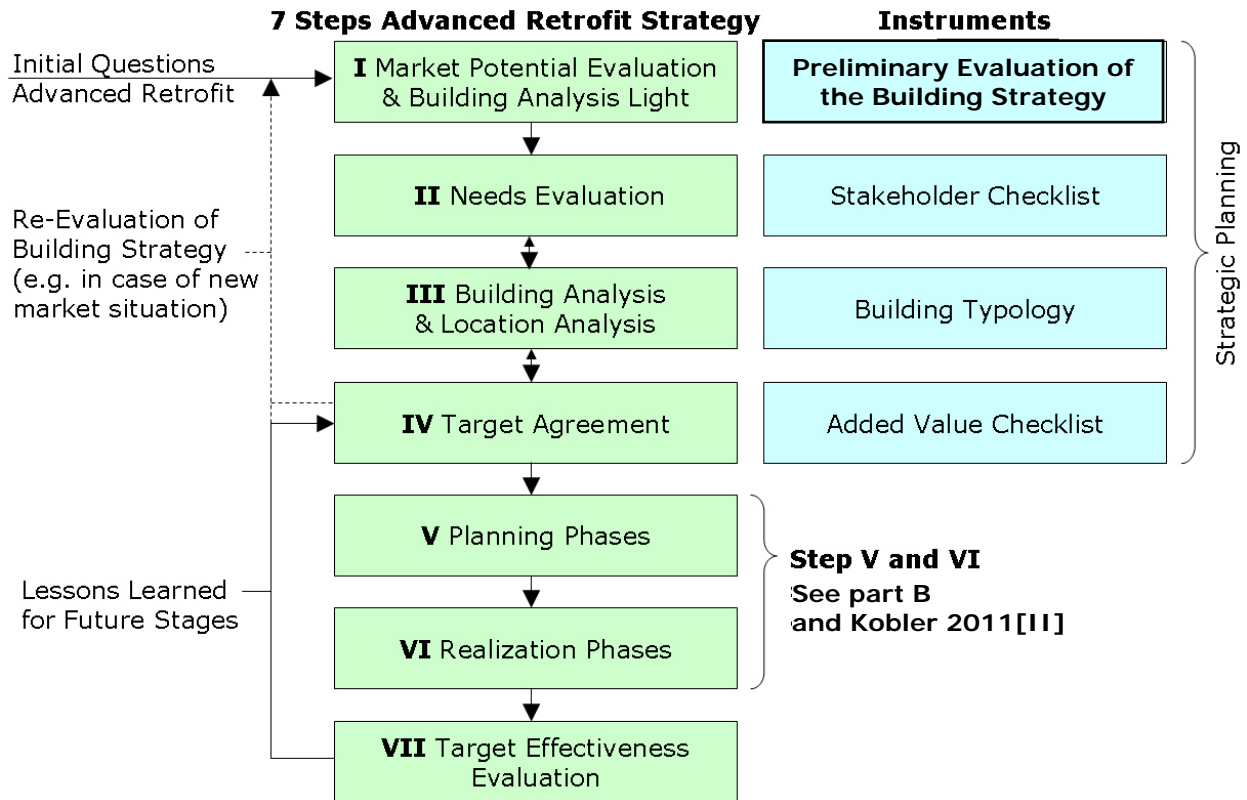 7 Steps Advanced Retrofit Strategy
Instruments
Initial Questions
Advanced Retrofit
I Market Potential Evaluation
& Building Analysis Light
Preliminary Evaluation of
the Building Strategy
II Needs Evaluation
Stakeholder Checklist
Re-Evaluation of
Building Strategy
(e.g. in case of new
market situation)
III Building Analysis
& Location Analysis
Building Typology
IV Target Agreement
Added Value Checklist
Strategic Planning
V Planning Phases
VI Realization Phases
Step V and VI
See part B
and Kobler 2011[II]
Lessons Learned
for Future Stages
VII Target Effectiveness
Evaluation